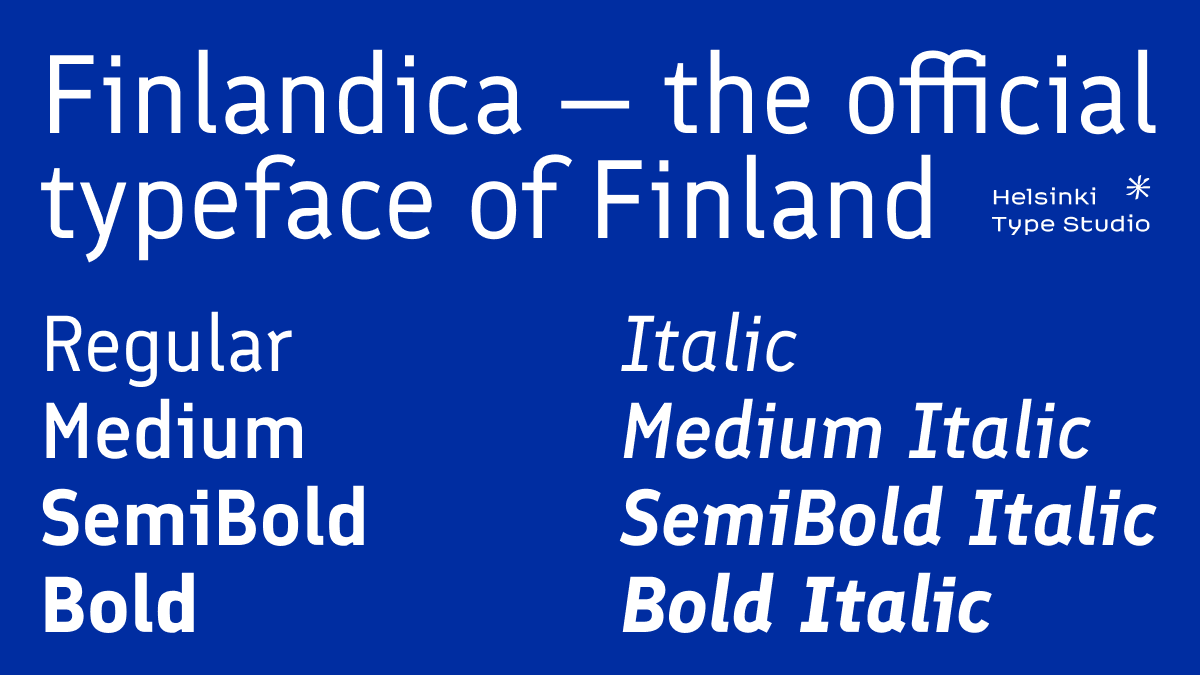 Finlandica — the official
typeface of Finland
Helsinki
Type Studio
Regular
Italic
Medium
Medium Italic
SemiBold
SemiBold Italic
Bold
Bold Italic